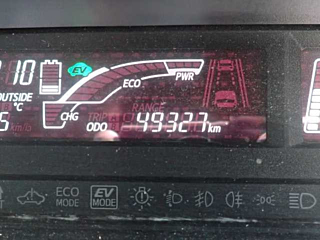 10 EV
ECO PWR
OUTSIDE
°C
CHG
RANGE
TRIP
ODO 49327 km
ECO MODE EV MODE